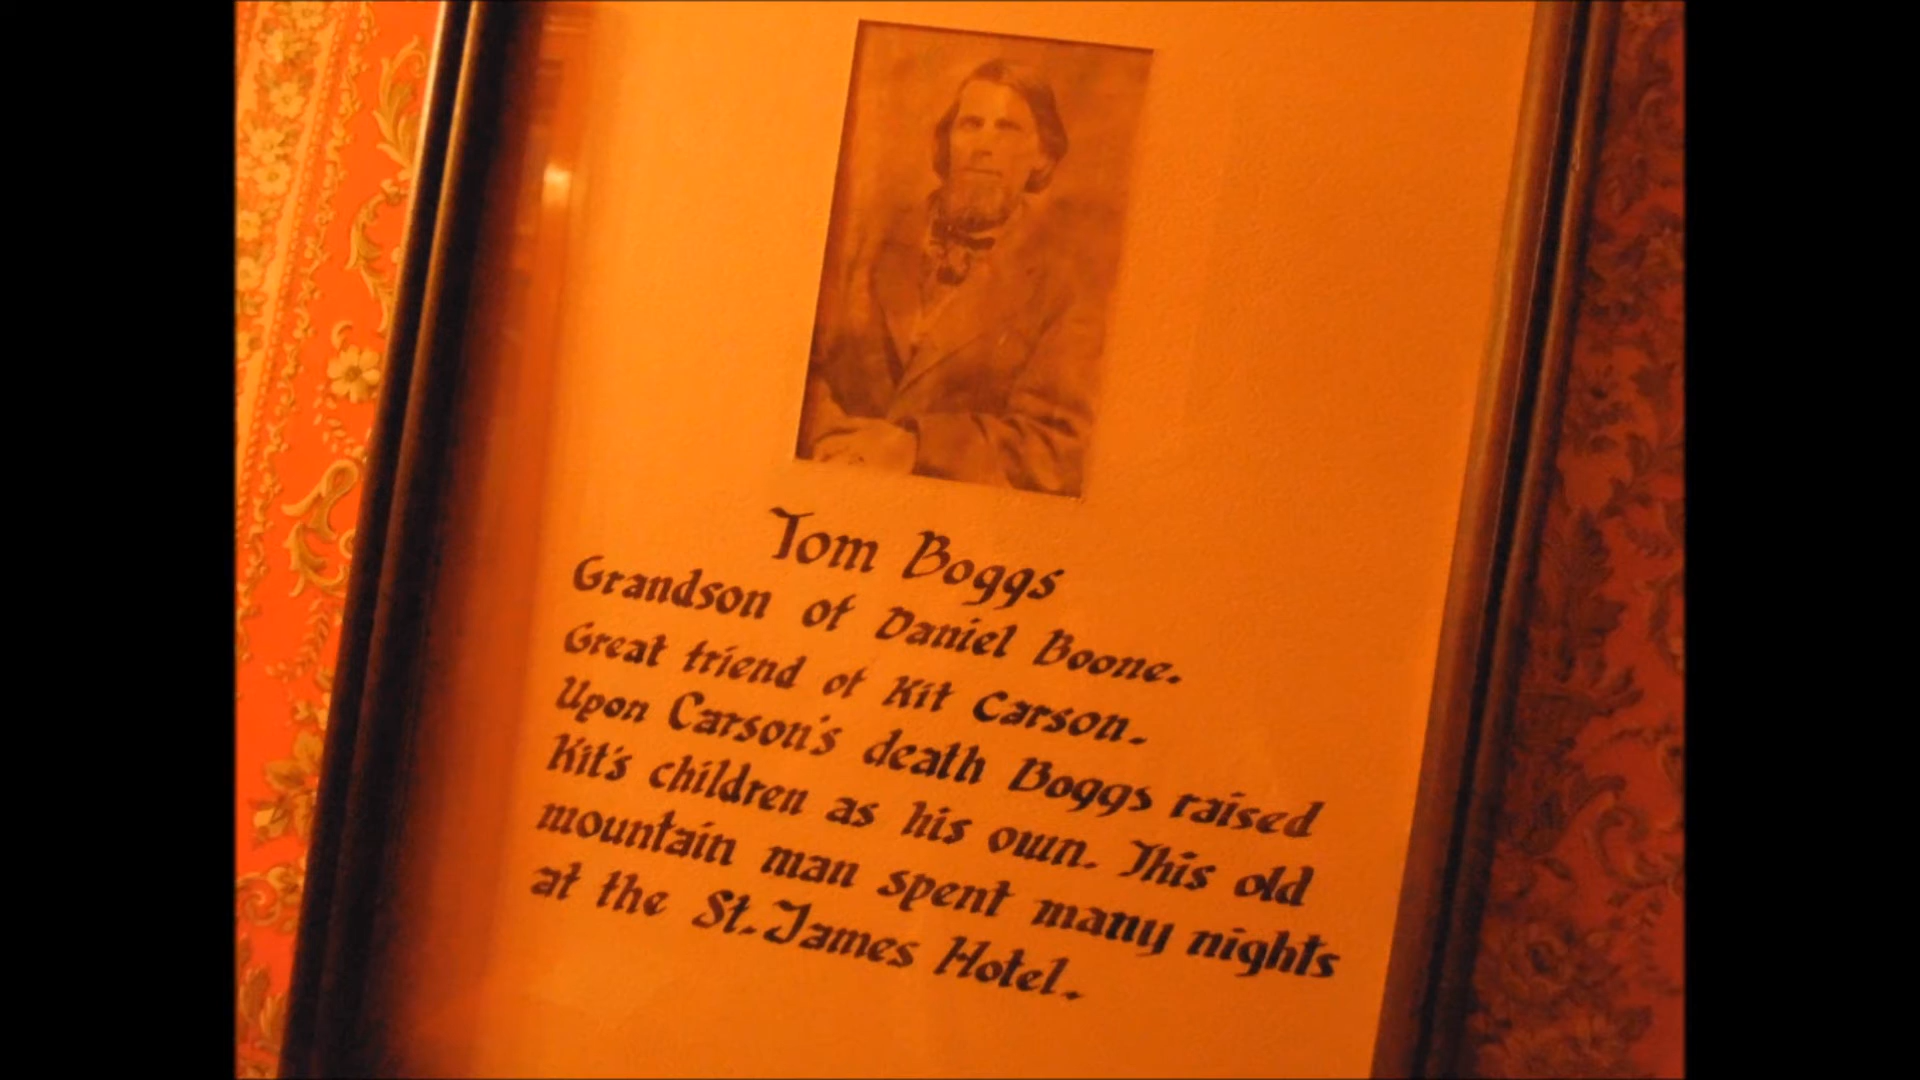 Tom Boggs
Grandson of Daniel Boone.
Great friend of Kit Carson.
Upon Carson's death Boggs raised
Kit's children as his own. This old
mountain man spent many nights
at the St. James Hotel.